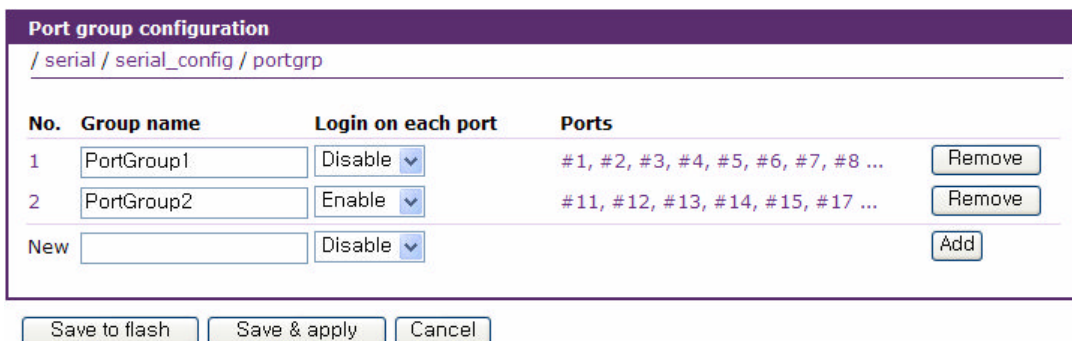 Port group configuration
/ serial / serial_config / portgrp
No. Group name Login on each port Ports
1 PortGroup1 Disable #1, #2, #3, #4, #5, #6, #7, #8 ... Remove
2 PortGroup2 Enable #11, #12, #13, #14, #15, #17 ... Remove
New Disable Add
Save to flash Save & apply Cancel